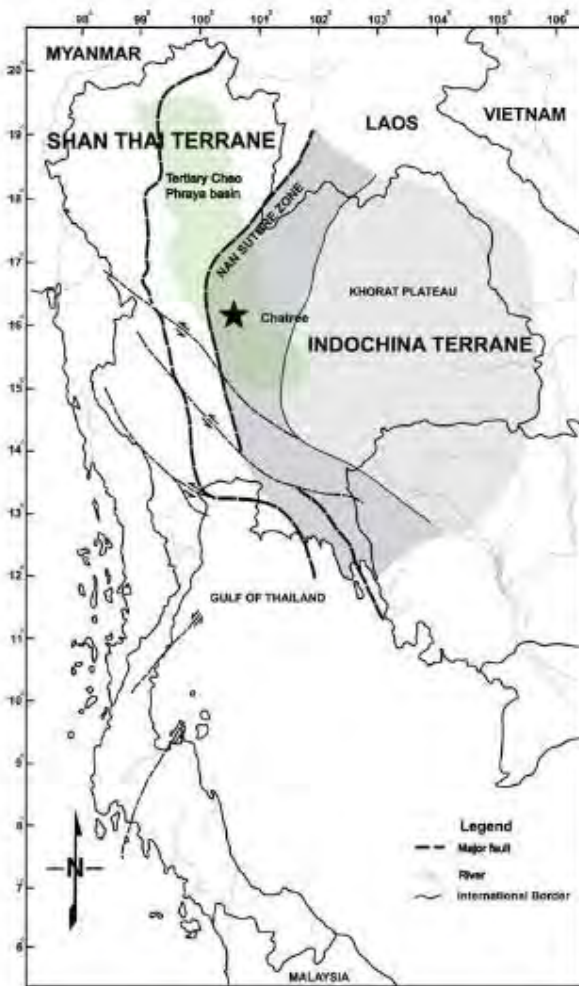 98° 99° 100° 101° 102° 103° 104° 105° 106°
20°
MYANMAR
VIETNAM
LAOS
19°
SHAN THAI TERRANE
Tertiary Chao
Phraya basin
18°
NAN SUTURE ZONE
17°
KHORAT PLATEAU
16°
Chatree
INDOCHINA TERRANE
15°
14°
13°
12°
GULF OF THAILAND
11°
10°
9°
8°
Legend
Major fault
N
River
7°
International Border
6°
MALAYSIA